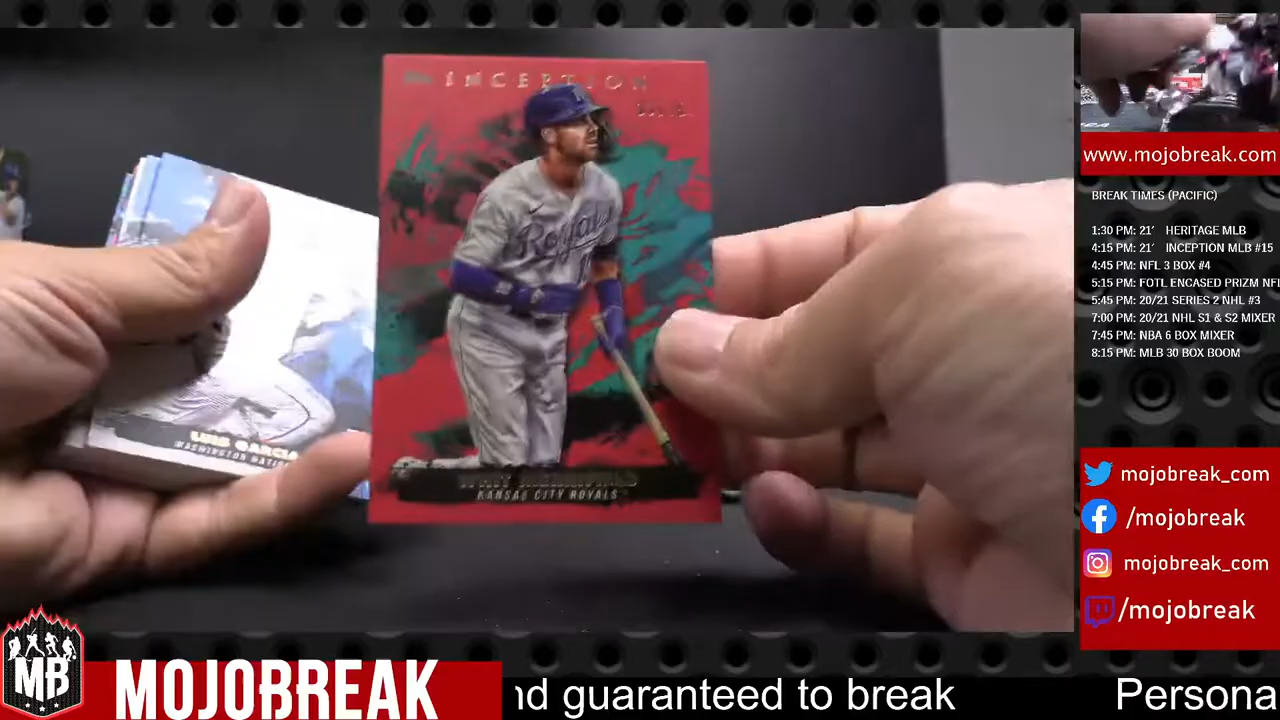 INCEPTION
Royals
KANSAS CITY ROYALS
LUIS GARCIA
WASHINGTON NATIO
www.mojobreak.com
BREAK TIMES (PACIFIC)
1:30 PM: 21' HERITAGE MLB
4:15 PM: 21' INCEPTION MLB #15
4:45 PM: NFL 3 BOX #4
5:15 PM: FOTL ENCASED PRIZM NFL
5:45 PM: 20/21 SERIES 2 NHL #3
7:00 PM: 20/21 NHL S1 & S2 MIXER
7:45 PM: NBA 6 BOX MIXER
8:15 PM: MLB 30 BOX BOOM
mojobreak_com
/mojobreak
mojobreak_com
/mojobreak
MB
MOJOBREAK
nd guaranteed to break
Persona